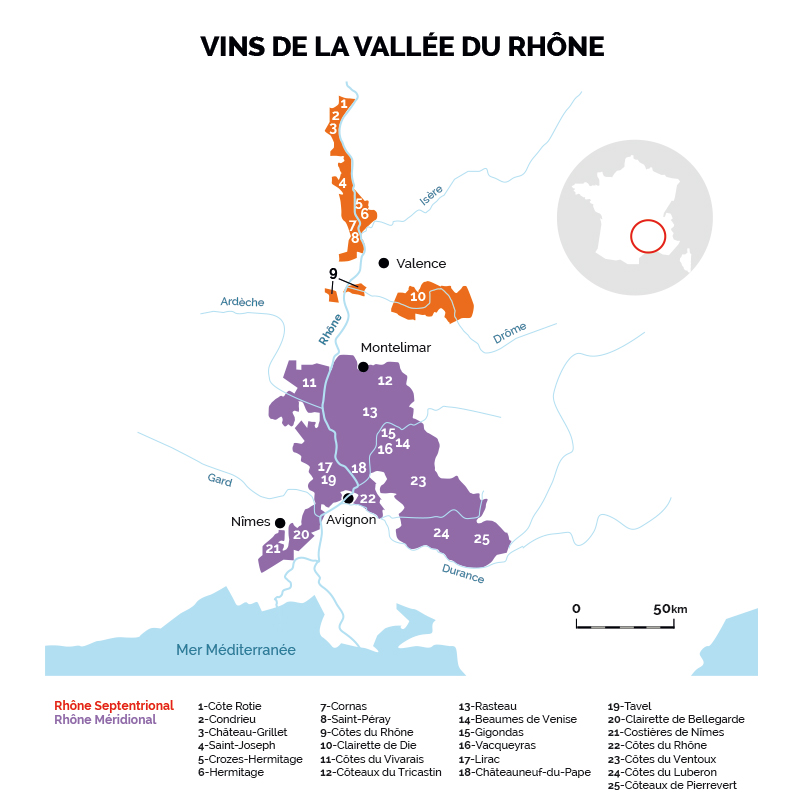 VINS DE LA VALLÉE DU RHÔNE
1
2
3
4
5
6
7
8
Isère
Valence
9
10
Ardèche
Rhône
Drôme
Montelimar
11
12
13
15
14
16
17
18
19
23
Gard
22
Nîmes
Avignon
20
21
24
25
Durance
0 50km
Mer Méditerranée
Rhône Septentrional
Rhône Méridional
1-Côte Rotie
2-Condrieu
3-Château-Grillet
4-Saint-Joseph
5-Crozes-Hermitage
6-Hermitage
7-Cornas
8-Saint-Péray
9-Côtes du Rhône
10-Clairette de Die
11-Côtes du Vivarais
12-Côteaux du Tricastin
13-Rasteau
14-Beaumes de Venise
15-Gigondas
16-Vacqueyras
17-Lirac
18-Châteauneuf-du-Pape
19-Tavel
20-Clairette de Bellegarde
21-Costières de Nîmes
22-Côtes du Rhône
23-Côtes du Ventoux
24-Côtes du Luberon
25-Côteaux de Pierrevert